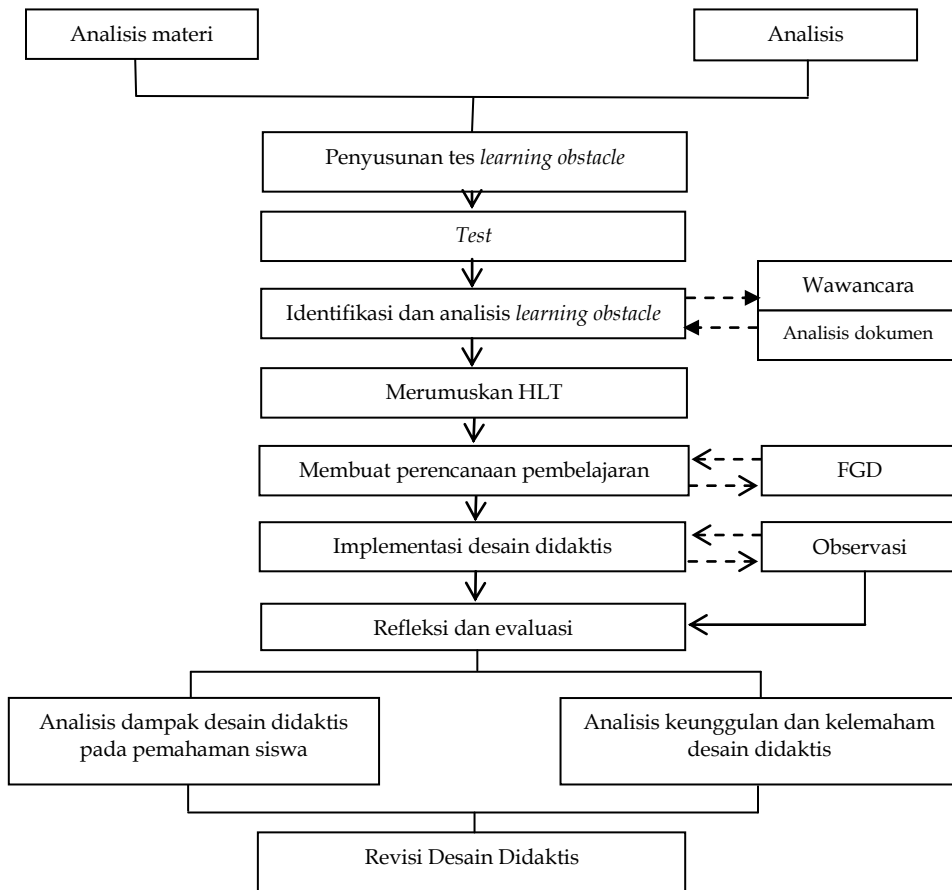 Analisis materi
Analisis
Penyusunan tes learning obstacle
Test
Identifikasi dan analisis learning obstacle
Wawancara
Analisis dokumen
Merumuskan HLT
Membuat perencanaan pembelajaran
FGD
Implementasi desain didaktis
Observasi
Refleksi dan evaluasi
Analisis dampak desain didaktis
pada pemahaman siswa
Analisis keunggulan dan kelemaham
desain didaktis
Revisi Desain Didaktis